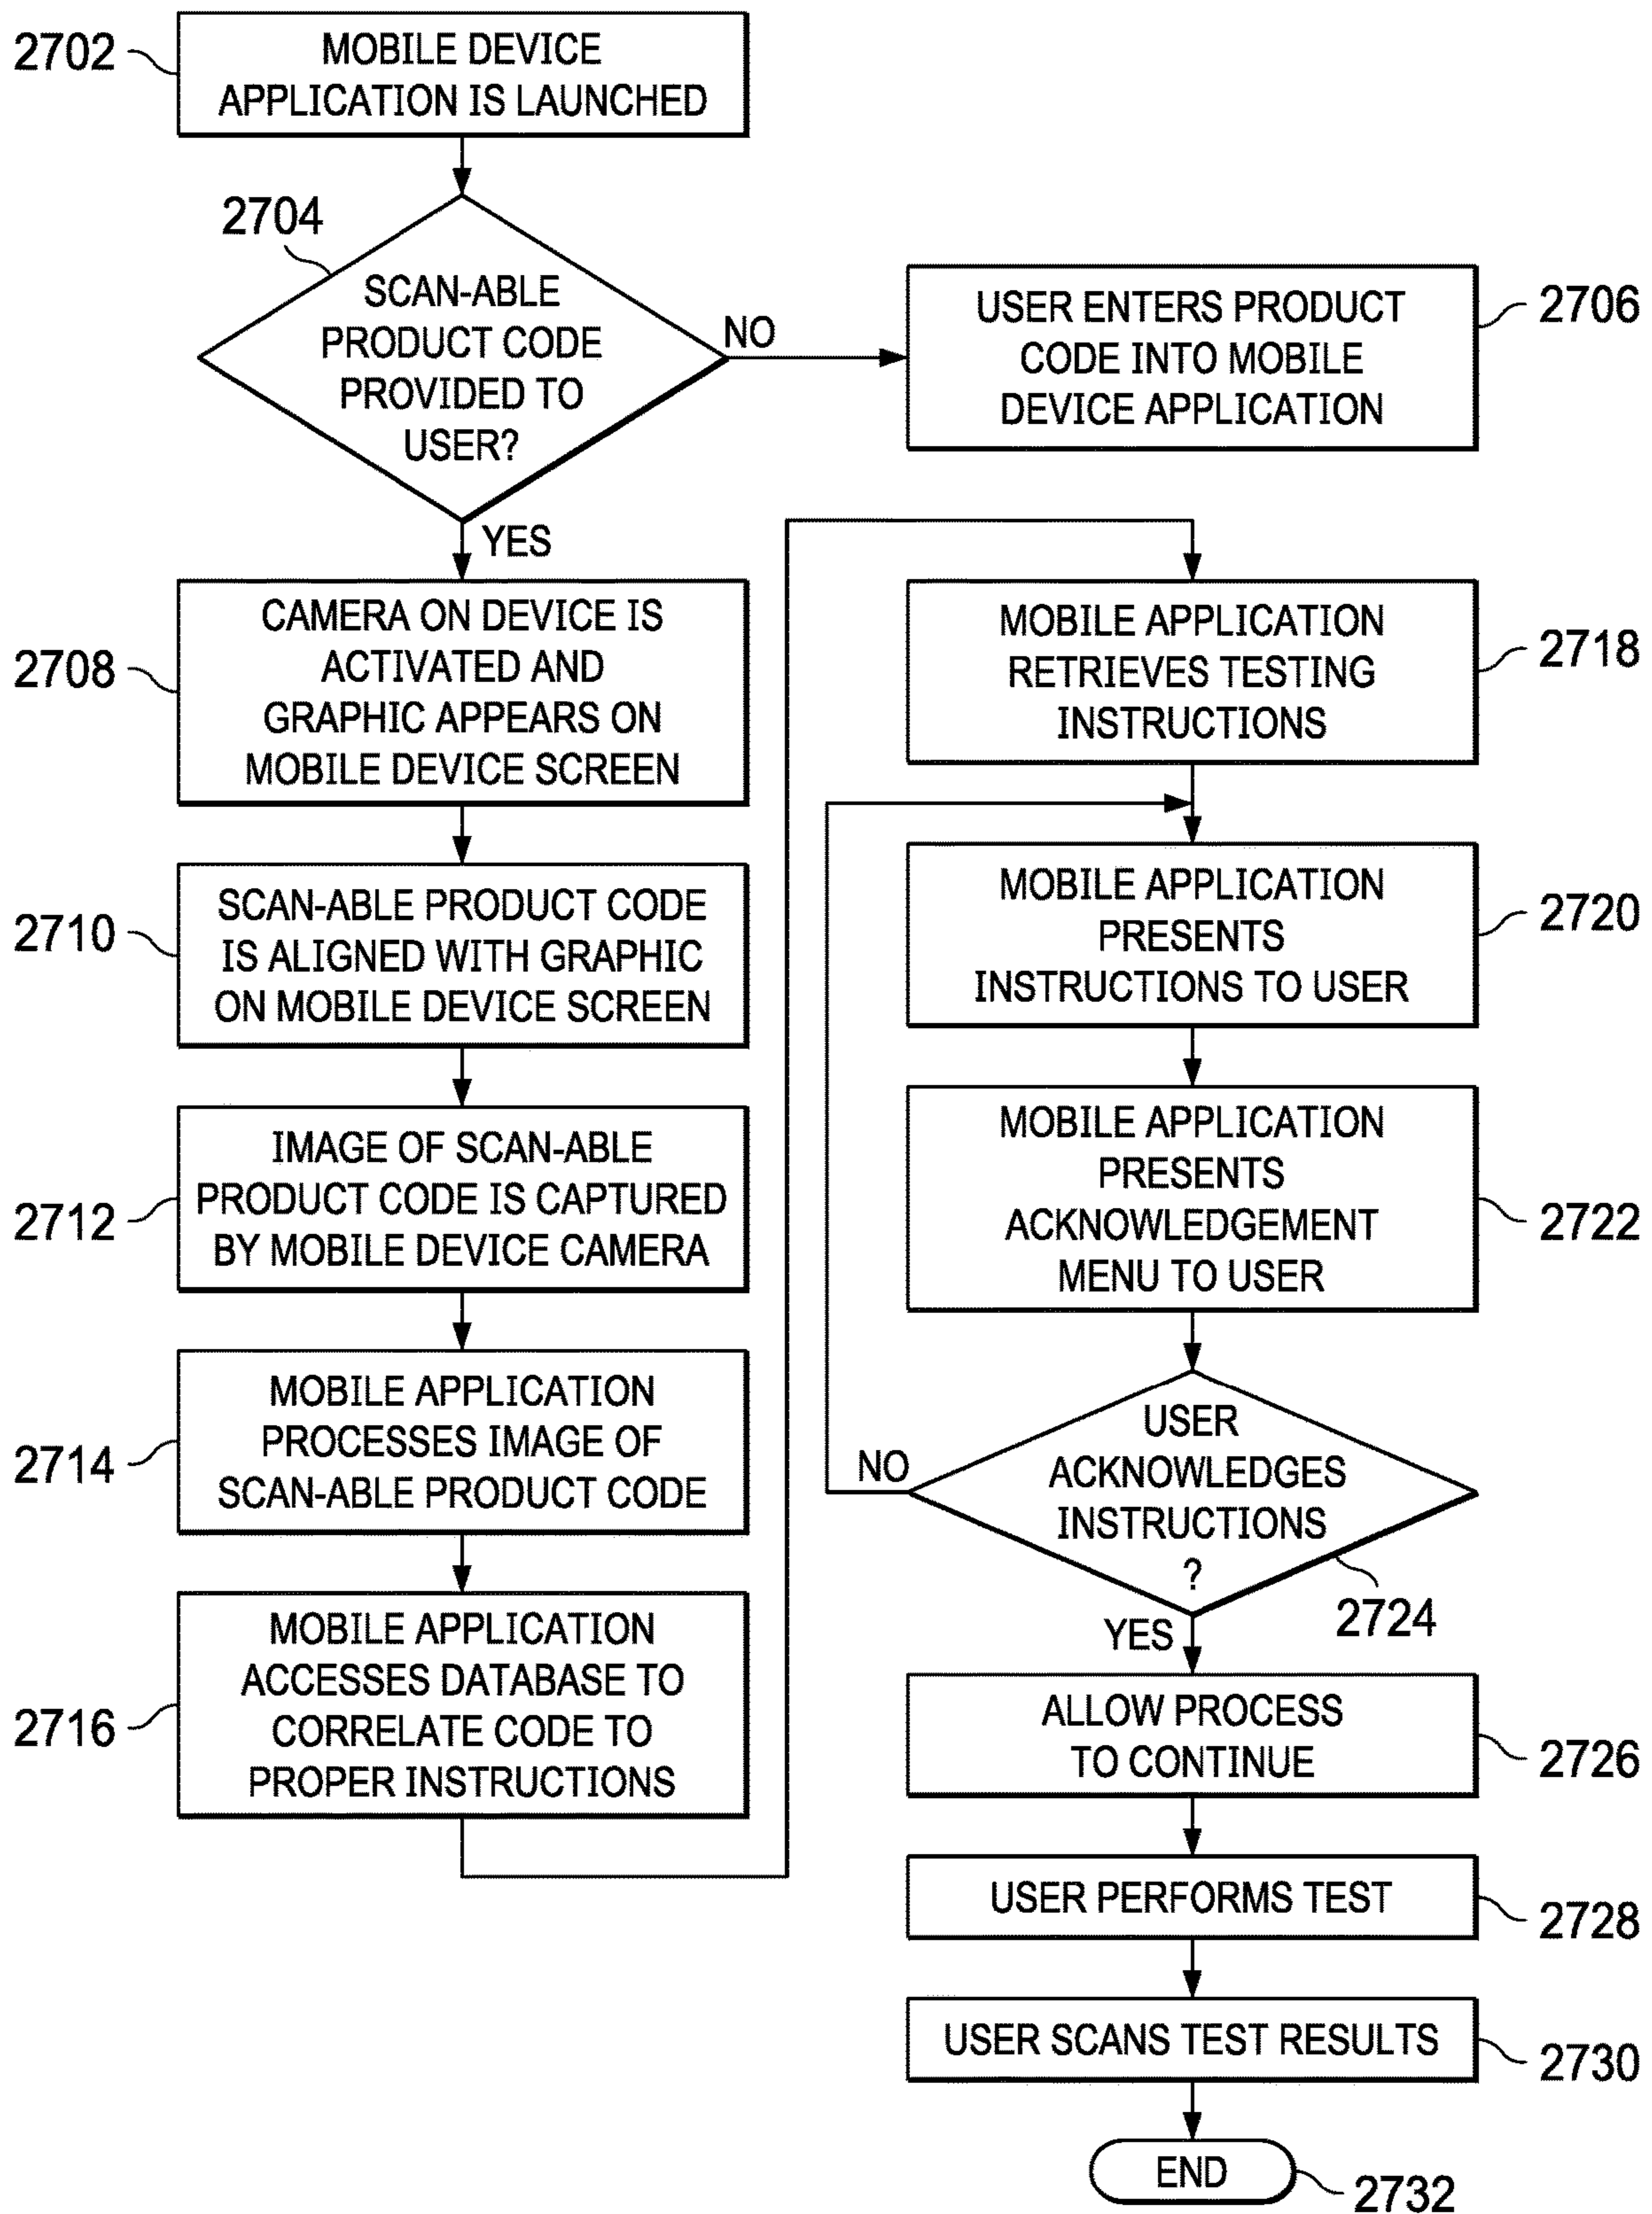 2702
MOBILE DEVICE
APPLICATION IS LAUNCHED
2704
SCAN-ABLE
PRODUCT CODE
PROVIDED TO
USER?
NO
USER ENTERS PRODUCT
CODE INTO MOBILE
DEVICE APPLICATION
2706
YES
2708
CAMERA ON DEVICE IS
ACTIVATED AND
GRAPHIC APPEARS ON
MOBILE DEVICE SCREEN
2710
SCAN-ABLE PRODUCT CODE
IS ALIGNED WITH GRAPHIC
ON MOBILE DEVICE SCREEN
2712
IMAGE OF SCAN-ABLE
PRODUCT CODE IS CAPTURED
BY MOBILE DEVICE CAMERA
2714
MOBILE APPLICATION
PROCESSES IMAGE OF
SCAN-ABLE PRODUCT CODE
2716
MOBILE APPLICATION
ACCESSES DATABASE TO
CORRELATE CODE TO
PROPER INSTRUCTIONS
MOBILE APPLICATION
RETRIEVES TESTING
INSTRUCTIONS
2718
MOBILE APPLICATION
PRESENTS
INSTRUCTIONS TO USER
2720
MOBILE APPLICATION
PRESENTS
ACKNOWLEDGEMENT
MENU TO USER
2722
USER
ACKNOWLEDGES
INSTRUCTIONS
?
NO
2724
YES
ALLOW PROCESS
TO CONTINUE
2726
USER PERFORMS TEST
2728
USER SCANS TEST RESULTS
2730
END
2732